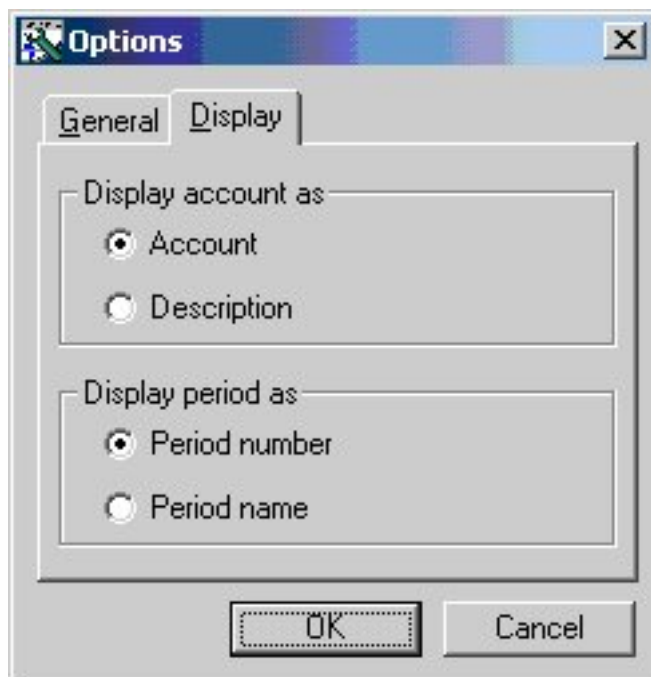 Options
General Display
Display account as
Account
Description
Display period as
Period number
Period name
OK Cancel